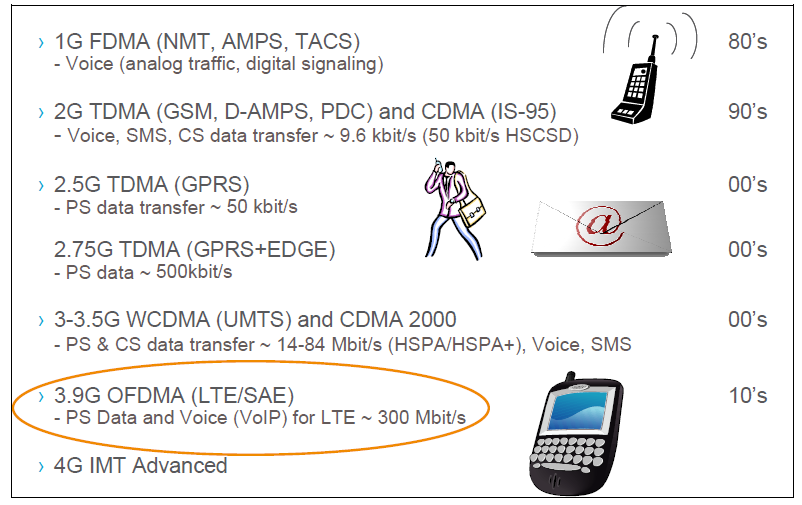 › 1G FDMA (NMT, AMPS, TACS) 80’s
- Voice (analog traffic, digital signaling)
› 2G TDMA (GSM, D-AMPS, PDC) and CDMA (IS-95) 90’s
- Voice, SMS, CS data transfer ~ 9.6 kbit/s (50 kbit/s HSCSD)
› 2.5G TDMA (GPRS) 00’s
- PS data transfer ~ 50 kbit/s
@
2.75G TDMA (GPRS+EDGE) 00’s
- PS data ~ 500kbit/s
› 3-3.5G WCDMA (UMTS) and CDMA 2000 00’s
- PS & CS data transfer ~ 14-84 Mbit/s (HSPA/HSPA+), Voice, SMS
› 3.9G OFDMA (LTE/SAE) 10’s
- PS Data and Voice (VoIP) for LTE ~ 300 Mbit/s
› 4G IMT Advanced